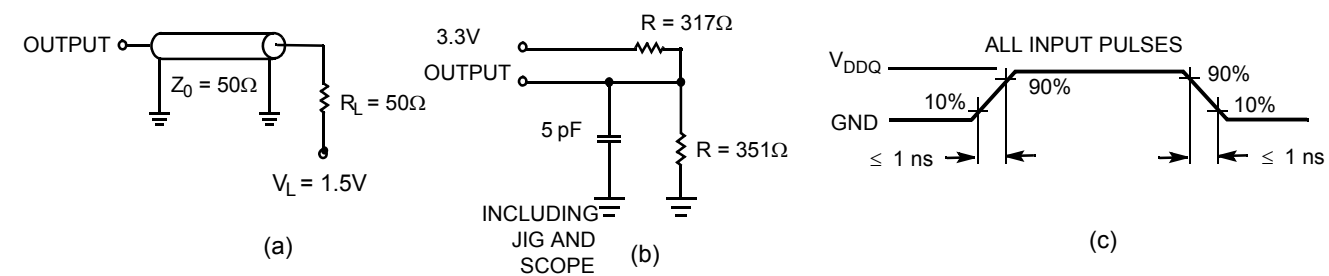 OUTPUT
Z0 = 50Ω
RL = 50Ω
VL = 1.5V
(a)
R = 317Ω
3.3V
OUTPUT
5 pF
R = 351Ω
INCLUDING
JIG AND
SCOPE
(b)
ALL INPUT PULSES
VDDQ
90%
10%
90%
10%
GND
≤ 1 ns
≤ 1 ns
(c)